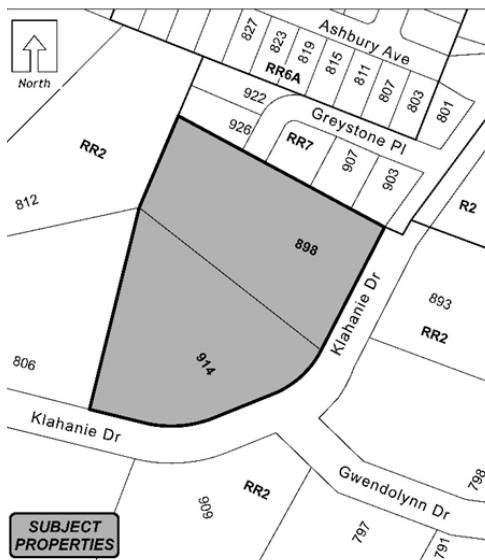 Ashbury Ave
827
823
819
815
811
807
803
801
RR6A
North
922
926
Greystone Pl
RR7
907
903
RR2
812
R2
898
Klahanie Dr
893
RR2
914
806
Klahanie Dr
Gwendolynn Dr
798
RR2
909
797
791
SUBJECT
PROPERTIES